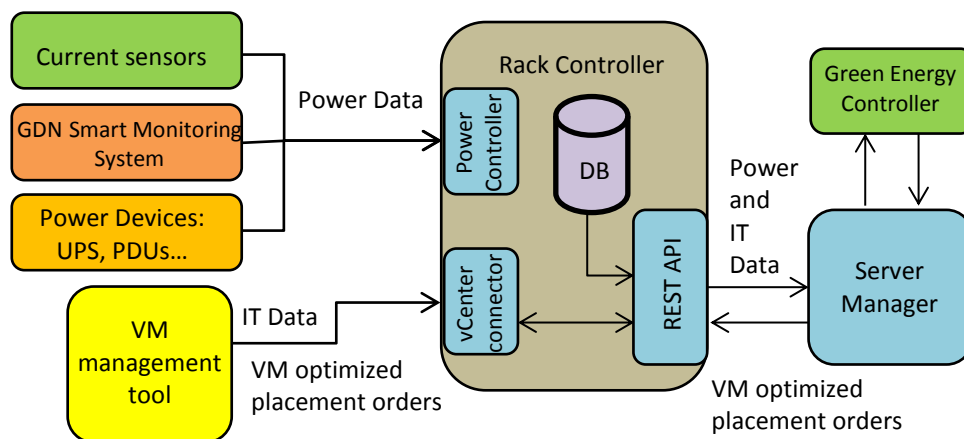 Current sensors
GDN Smart Monitoring
System
Power Devices:
UPS, PDUs...
VM
management
tool
Power Data
IT Data
VM optimized
placement orders
Rack Controller
Power
Controller
DB
vCenter
connector
REST API
Power
and
IT
Data
VM optimized
placement orders
Green Energy
Controller
Server
Manager